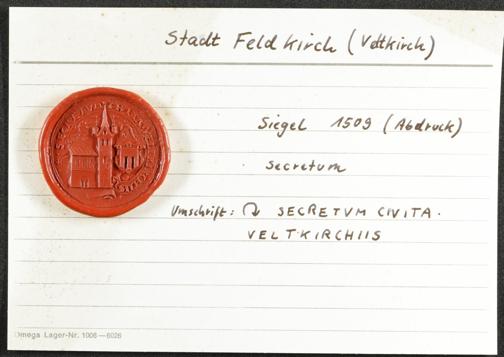 Stadt Feldkirch (Veltkirch)
Siegel 1509 (Abdruck)
Secretum
Umschrift: SECRETVM CIVITA.
VELTKIRCHIIS
Omega Lager-Nr. 1006—6026